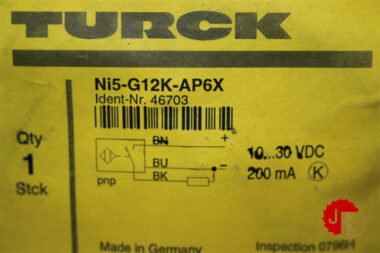 TURCK
Ni5-G12K-AP6X
Ident-Nr. 46703
Qty
1
Stck
BN +
BU –
BK
pnp
10...30 VDC
200 mA K
Made in Germany
Inspection 0796H